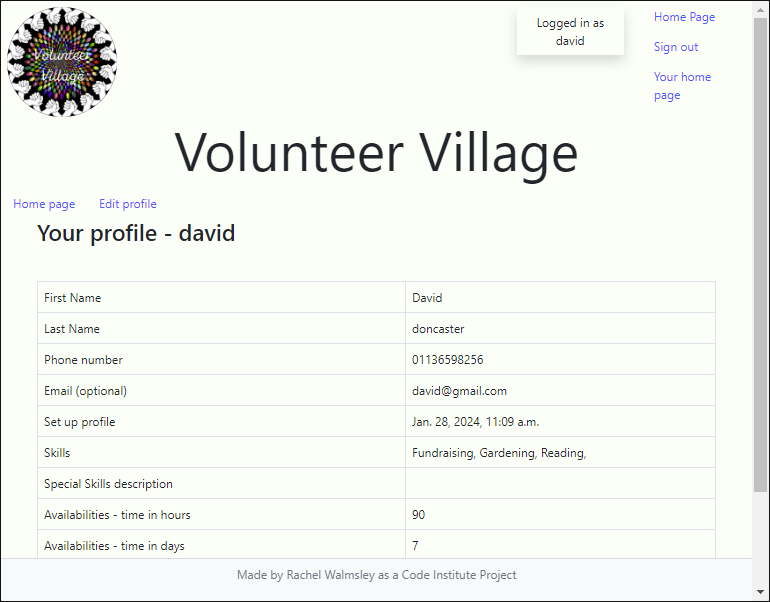 Volunteer
Village
Logged in as
david
Home Page
Sign out
Your home
page
Volunteer Village
Home page Edit profile
Your profile - david
First Name David
Last Name doncaster
Phone number 01136598256
Email (optional) david@gmail.com
Set up profile Jan. 28, 2024, 11:09 a.m.
Skills Fundraising, Gardening, Reading,
Special Skills description
Availabilities - time in hours 90
Availabilities - time in days 7
Made by Rachel Walmsley as a Code Institute Project